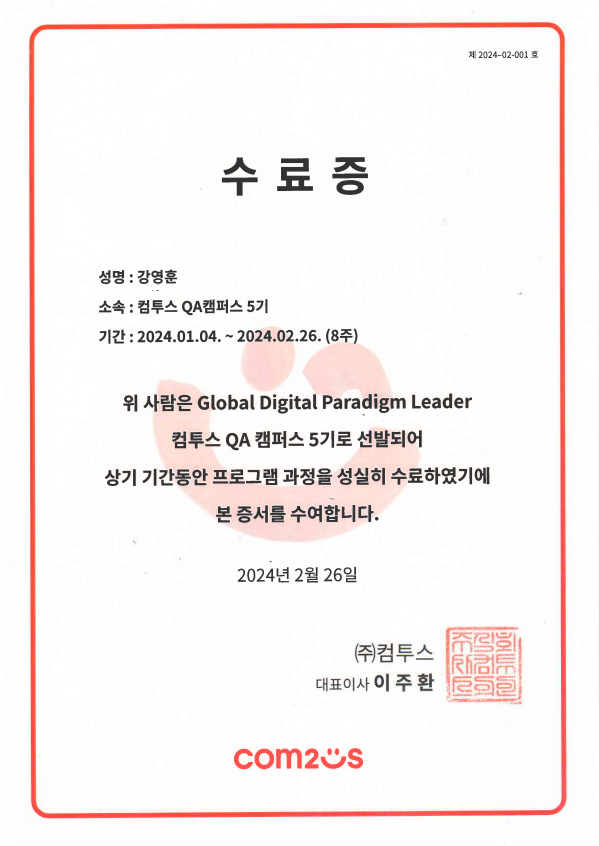 제 2024-02-001 호
수 료 증
성명 : 강영훈
소속 : 컴투스 QA캠퍼스 5기
기간 : 2024.01.04. ~ 2024.02.26. (8주)
위 사람은 Global Digital Paradigm Leader
컴투스 QA 캠퍼스 5기로 선발되어
상기 기간동안 프로그램 과정을 성실히 수료하였기에
본 증서를 수여합니다.
2024년 2월 26일
㈜컴투스
대표이사 이 주 환
com2us